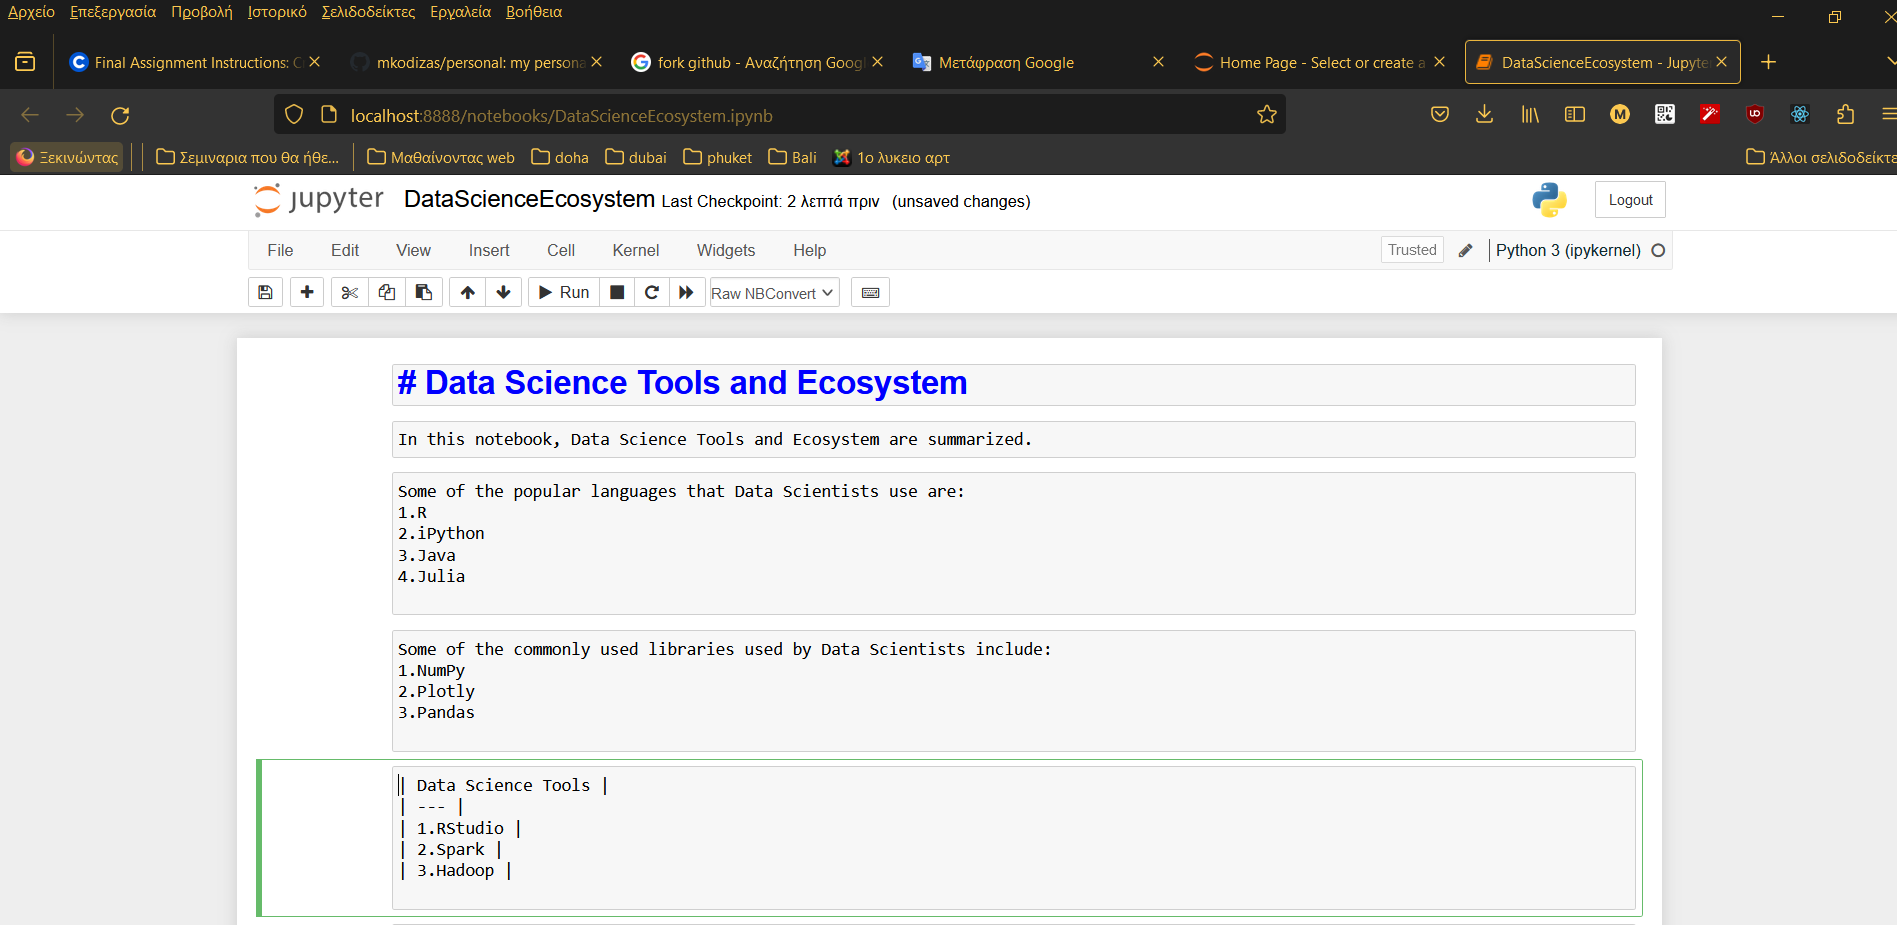 Αρχείο Επεξεργασία Προβολή Ιστορικό Σελιδοδείκτες Εργαλεία Βοήθεια
Final Assignment Instructions: C mkodizas/personal: my persona fork github - Αναζήτηση Googl Μετάφραση Google Home Page - Select or create a DataScienceEcosystem - Jupyte
localhost:8888/notebooks/DataScienceEcosystem.ipynb
Ξεκινώντας Σεμιναρια που θα ήθε... Μαθαίνοντας web doha dubai phuket Bali 1ο λυκειο αρτ Άλλοι σελιδοδείκτε
jupyter DataScienceEcosystem Last Checkpoint: 2 λεπτά πριν (unsaved changes) Logout
File Edit View Insert Cell Kernel Widgets Help Trusted Python 3 (ipykernel)
Run Raw NBConvert
# Data Science Tools and Ecosystem
In this notebook, Data Science Tools and Ecosystem are summarized.
Some of the popular languages that Data Scientists use are:
1.R
2.iPython
3.Java
4.Julia
Some of the commonly used libraries used by Data Scientists include:
1.NumPy
2.Plotly
3.Pandas
| Data Science Tools |
| --- |
| 1.RStudio |
| 2.Spark |
| 3.Hadoop |